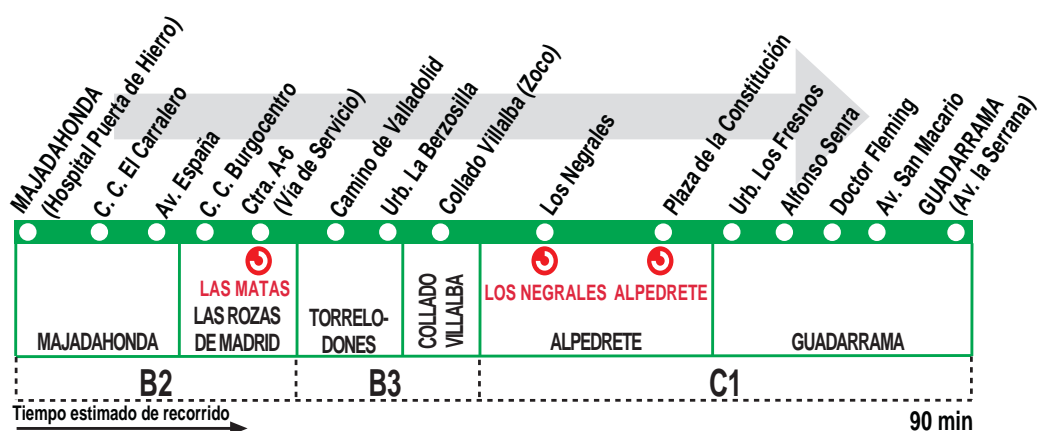 MAJADAHONDA
(Hospital Puerta de Hierro)
C. C. El Carralero
Av. España
C. C. Burgocentro
Ctra. A-6
(Vía de Servicio)
Camino de Valladolid
Urb. La Berzosilla
Collado Villalba (Zoco)
Los Negrales
Plaza de la Constitución
Urb. Los Fresnos
Alfonso Senra
Doctor Fleming
Av. San Macario
GUADARRAMA
(Av. la Serrana)
LAS MATAS
LOS NEGRALES
ALPEDRETE
MAJADAHONDA
LAS ROZAS
DE MADRID
TORRELO-
DONES
COLLADO
VILLALBA
ALPEDRETE
GUADARRAMA
B2
B3
C1
Tiempo estimado de recorrido
90 min